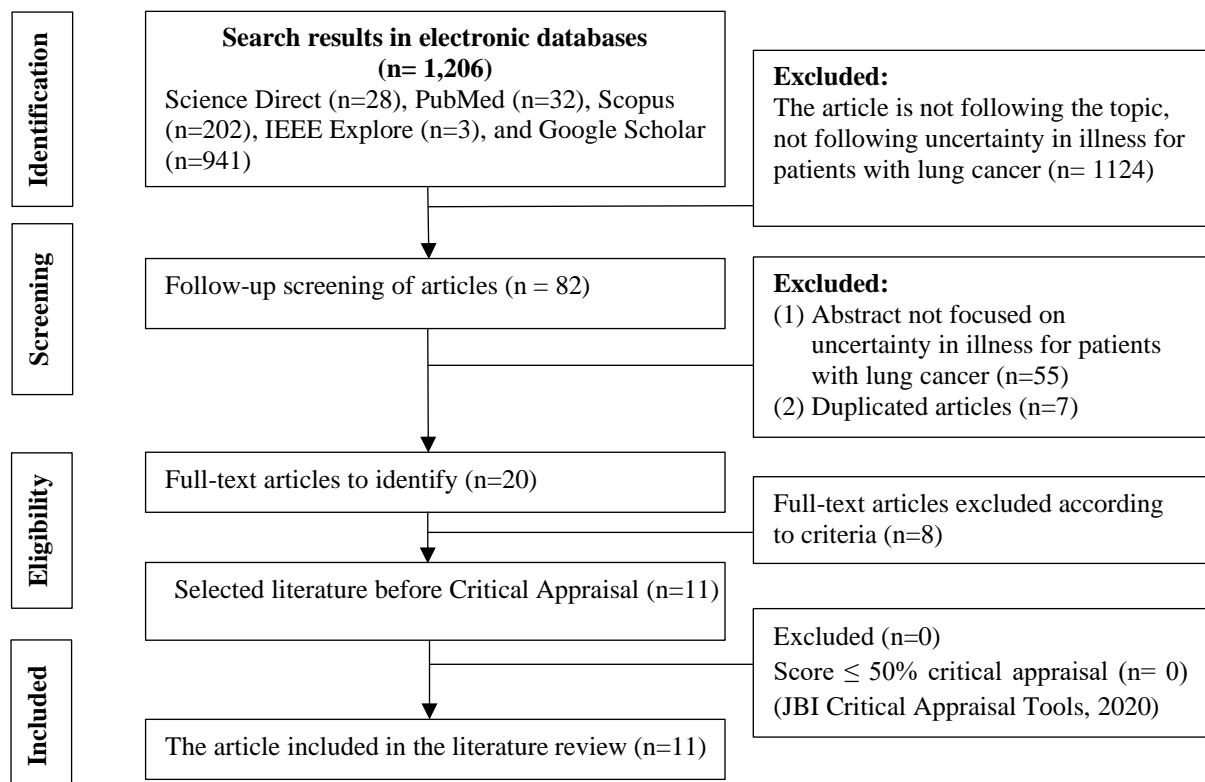 Identification
Search results in electronic databases
(n= 1,206)
Science Direct (n=28), PubMed (n=32), Scopus
(n=202), IEEE Explore (n=3), and Google Scholar
(n=941)
Excluded:
The article is not following the topic,
not following uncertainty in illness for
patients with lung cancer (n= 1124)
Screening
Follow-up screening of articles (n = 82)
Excluded:
(1) Abstract not focused on
uncertainty in illness for patients
with lung cancer (n=55)
(2) Duplicated articles (n=7)
Eligibility
Full-text articles to identify (n=20)
Full-text articles excluded according
to criteria (n=8)
Selected literature before Critical Appraisal (n=11)
Included
Excluded (n=0)
Score ≤ 50% critical appraisal (n= 0)
(JBI Critical Appraisal Tools, 2020)
The article included in the literature review (n=11)